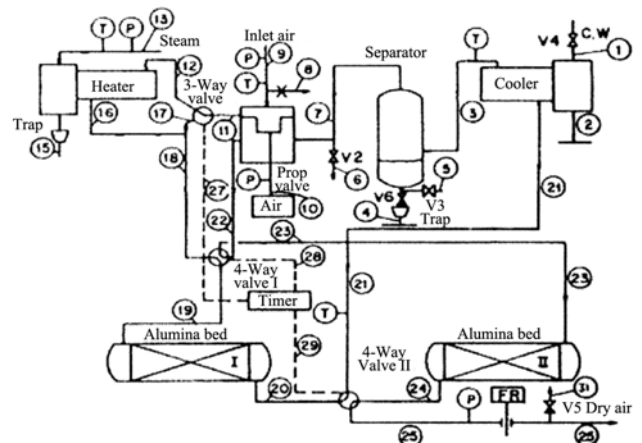 13
T
P
Steam
Inlet air
P
9
T
8
Separator
V4
C.W
1
T
12
3-Way
valve
Heater
Cooler
Trap
16
17
11
7
3
2
15
V2
18
27
P
Prop
valve
6
V6
5
V3
Trap
10
Air
4
21
22
23
4-Way
valve I
28
21
23
Timer
T
19
Alumina bed
I
29
4-Way
Valve II
Alumina bed
II
20
24
P
FR
31
V5 Dry air
25